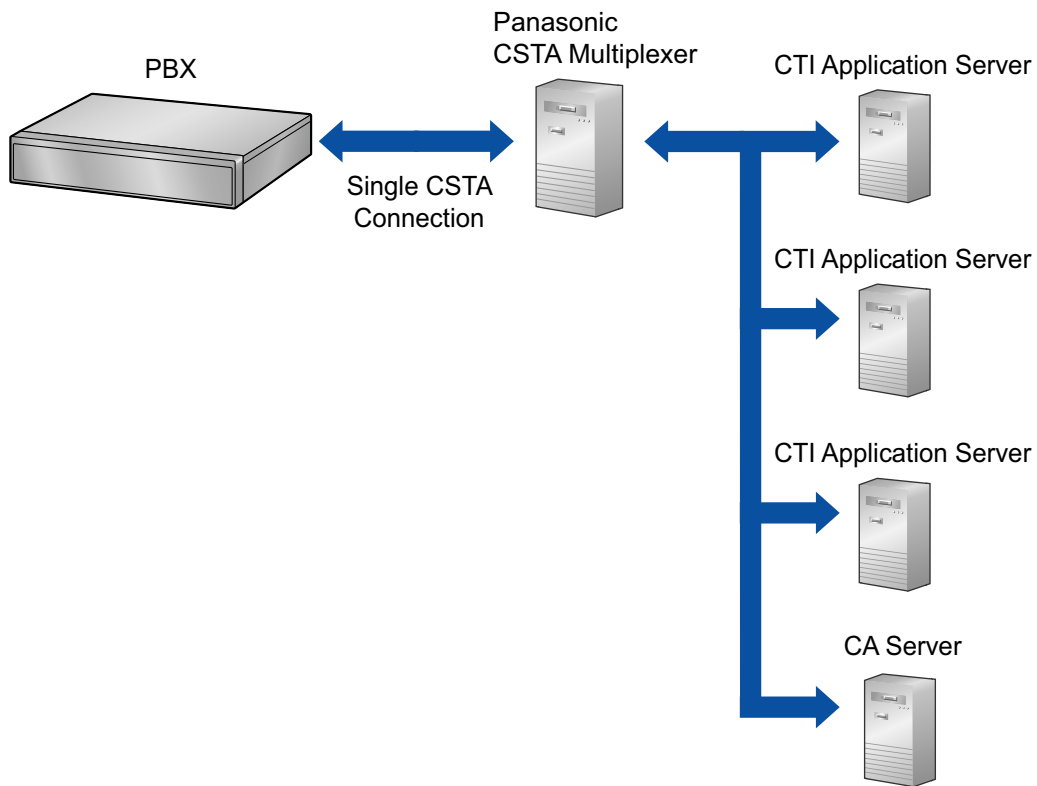 Panasonic
CSTA Multiplexer
PBX
CTI Application Server
Single CSTA
Connection
CTI Application Server
CTI Application Server
CA Server